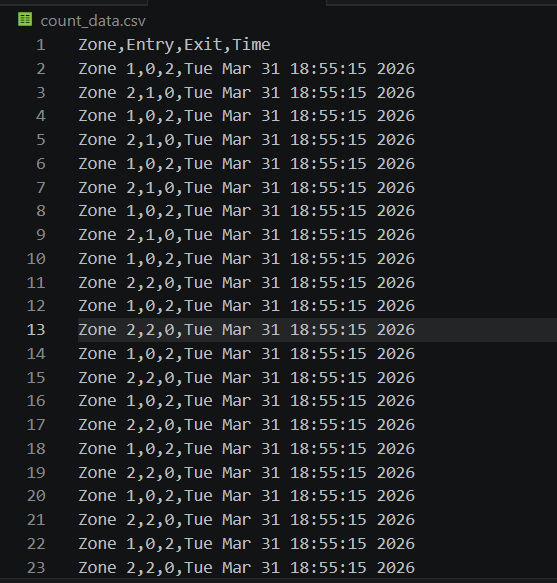 count_data.csv
1 Zone,Entry,Exit,Time
2 Zone 1,0,2,Tue Mar 31 18:55:15 2026
3 Zone 2,1,0,Tue Mar 31 18:55:15 2026
4 Zone 1,0,2,Tue Mar 31 18:55:15 2026
5 Zone 2,1,0,Tue Mar 31 18:55:15 2026
6 Zone 1,0,2,Tue Mar 31 18:55:15 2026
7 Zone 2,1,0,Tue Mar 31 18:55:15 2026
8 Zone 1,0,2,Tue Mar 31 18:55:15 2026
9 Zone 2,1,0,Tue Mar 31 18:55:15 2026
10 Zone 1,0,2,Tue Mar 31 18:55:15 2026
11 Zone 2,2,0,Tue Mar 31 18:55:15 2026
12 Zone 1,0,2,Tue Mar 31 18:55:15 2026
13 Zone 2,2,0,Tue Mar 31 18:55:15 2026
14 Zone 1,0,2,Tue Mar 31 18:55:15 2026
15 Zone 2,2,0,Tue Mar 31 18:55:15 2026
16 Zone 1,0,2,Tue Mar 31 18:55:15 2026
17 Zone 2,2,0,Tue Mar 31 18:55:15 2026
18 Zone 1,0,2,Tue Mar 31 18:55:15 2026
19 Zone 2,2,0,Tue Mar 31 18:55:15 2026
20 Zone 1,0,2,Tue Mar 31 18:55:15 2026
21 Zone 2,2,0,Tue Mar 31 18:55:15 2026
22 Zone 1,0,2,Tue Mar 31 18:55:15 2026
23 Zone 2,2,0,Tue Mar 31 18:55:15 2026